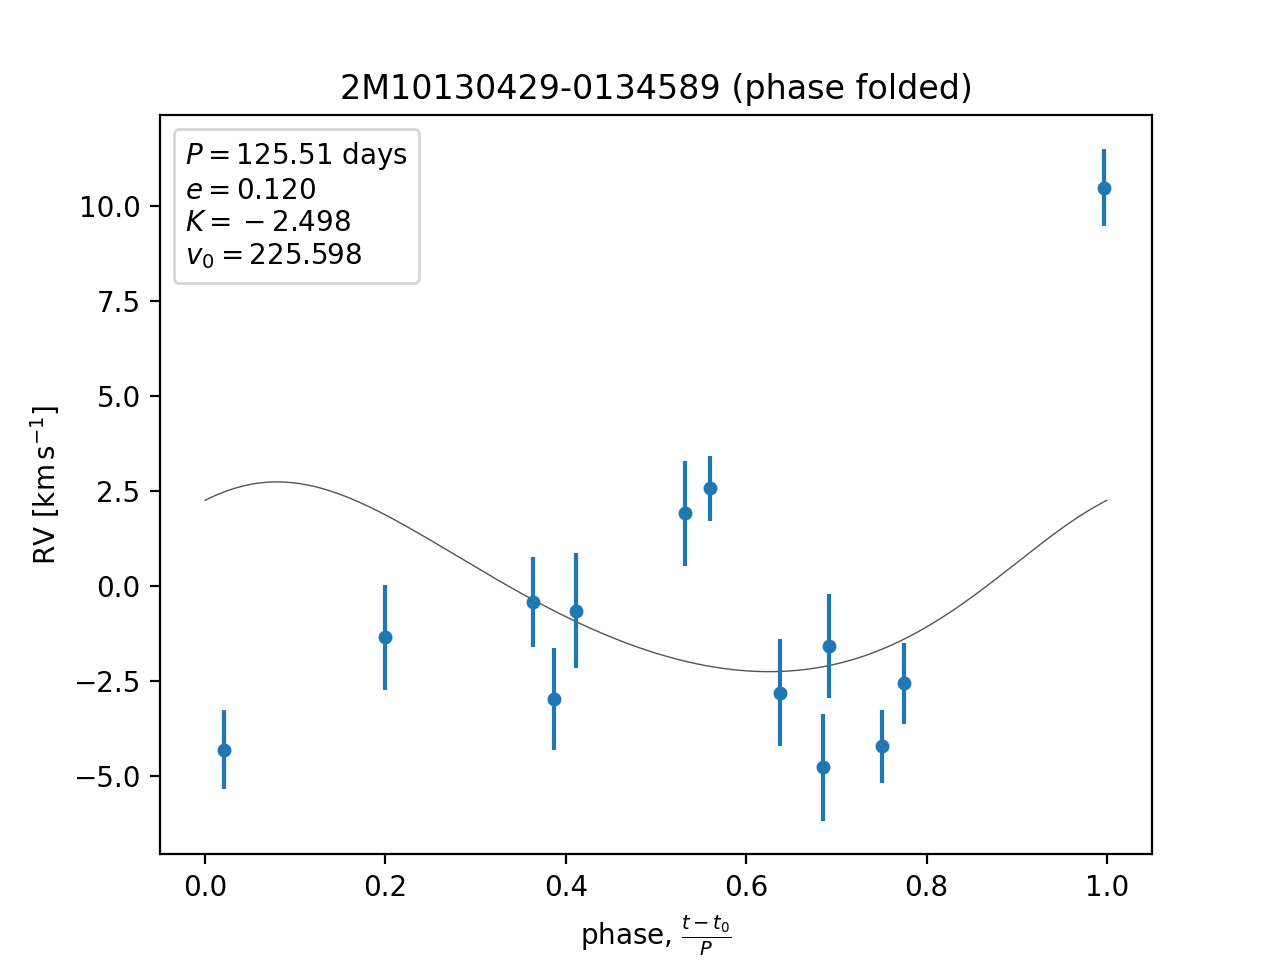 2M10130429-0134589 (phase folded)
P = 125.51 days
e = 0.120
K = −2.498
v₀ = 225.598
10.0
7.5
5.0
2.5
0.0
−2.5
−5.0
RV [km s⁻¹]
0.0 0.2 0.4 0.6 0.8 1.0
phase, (t − t₀)/P